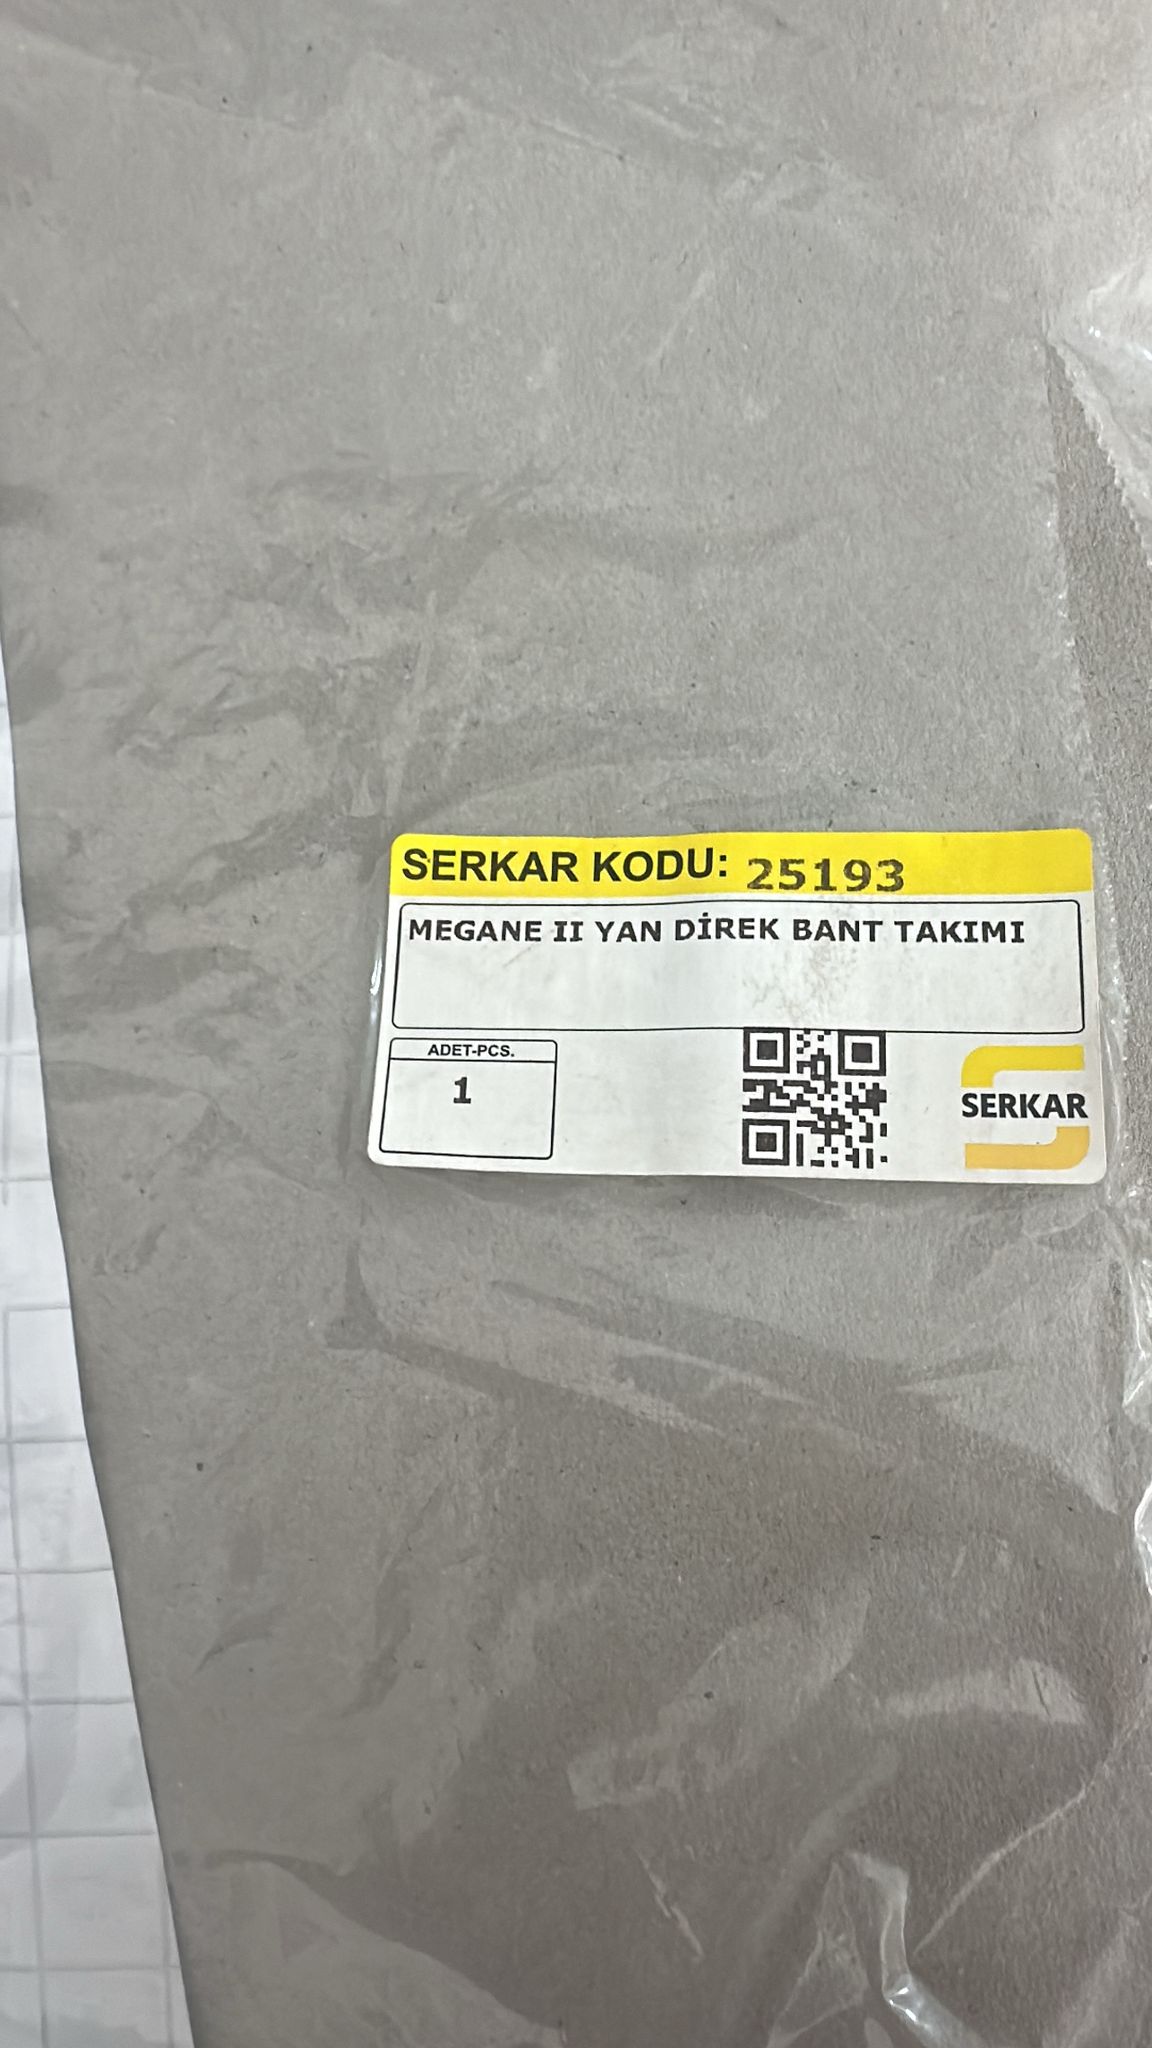 SERKAR KODU: 25193
MEGANE II YAN DİREK BANT TAKIMI
ADET-PCS.
1
SERKAR